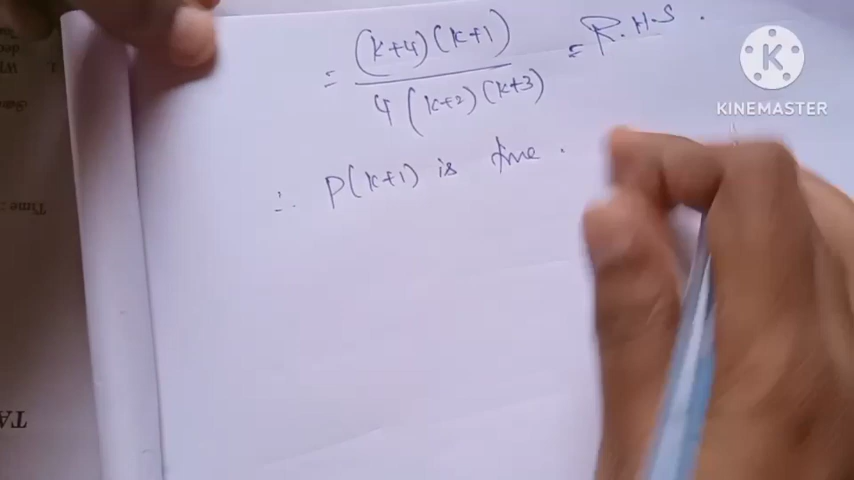 = (k+4)(k+1) / 4(k+2)(k+3) = R.H.S.
∴ P(k+1) is true.
K
KINEMASTER